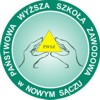 PAŃSTWOWA WYŻSZA SZKOŁA ZAWODOWA
PWSZ
w NOWYM SĄCZU